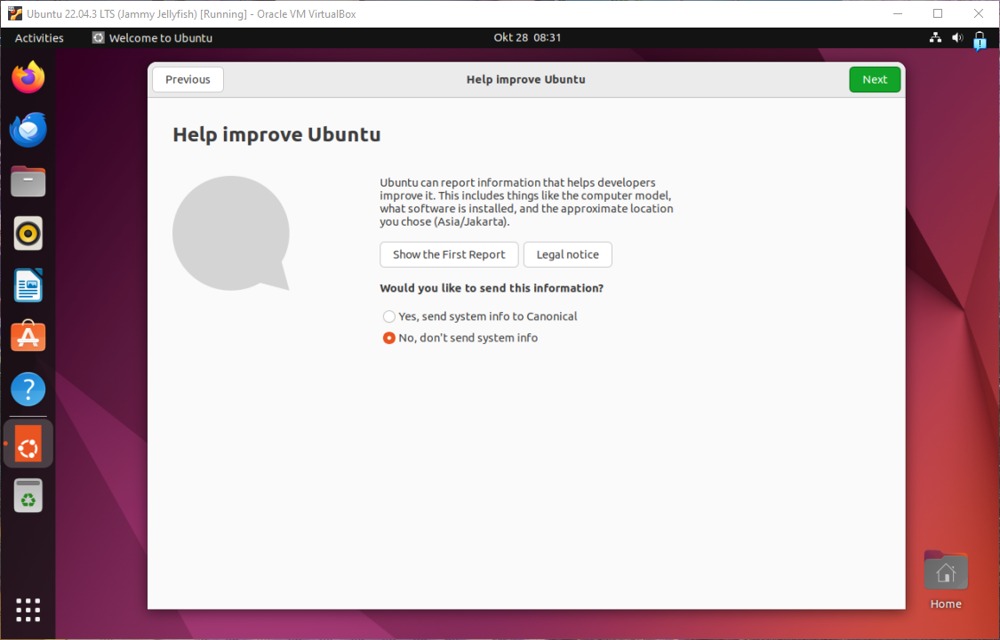 Ubuntu 22.04.3 LTS (Jammy Jellyfish) [Running] - Oracle VM VirtualBox
Activities
Welcome to Ubuntu
Okt 28 08:31
Previous
Help improve Ubuntu
Next
Help improve Ubuntu
Ubuntu can report information that helps developers
improve it. This includes things like the computer model,
what software is installed, and the approximate location
you chose (Asia/Jakarta).
Show the First Report
Legal notice
Would you like to send this information?
Yes, send system info to Canonical
No, don't send system info
Home